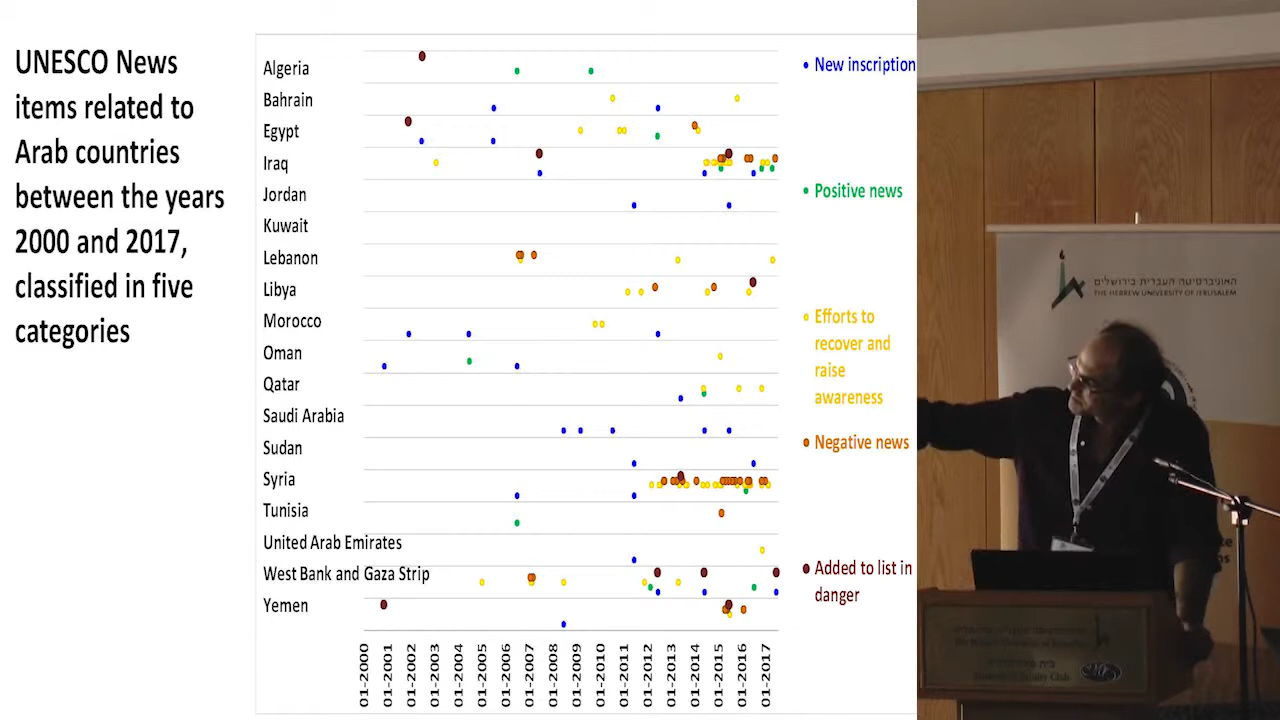 UNESCO News
items related to
Arab countries
between the years
2000 and 2017,
classified in five
categories
Algeria
Bahrain
Egypt
Iraq
Jordan
Kuwait
Lebanon
Libya
Morocco
Oman
Qatar
Saudi Arabia
Sudan
Syria
Tunisia
United Arab Emirates
West Bank and Gaza Strip
Yemen
01-2000
01-2001
01-2002
01-2003
01-2004
01-2005
01-2006
01-2007
01-2008
01-2009
01-2010
01-2011
01-2012
01-2013
01-2014
01-2015
01-2016
01-2017
New inscription
Positive news
Efforts to
recover and
raise
awareness
Negative news
Added to list in
danger
האוניברסיטה העברית בירושלים
THE HEBREW UNIVERSITY OF JERUSALEM